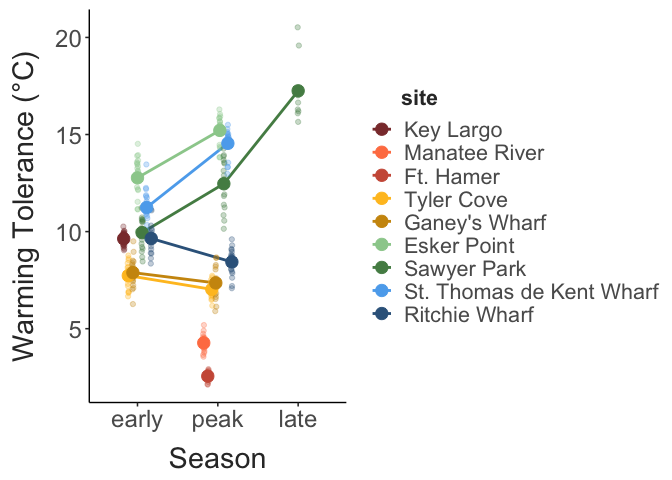 20
15
10
5
Warming Tolerance (°C)
early peak late
Season
site
Key Largo
Manatee River
Ft. Hamer
Tyler Cove
Ganey's Wharf
Esker Point
Sawyer Park
St. Thomas de Kent Wharf
Ritchie Wharf